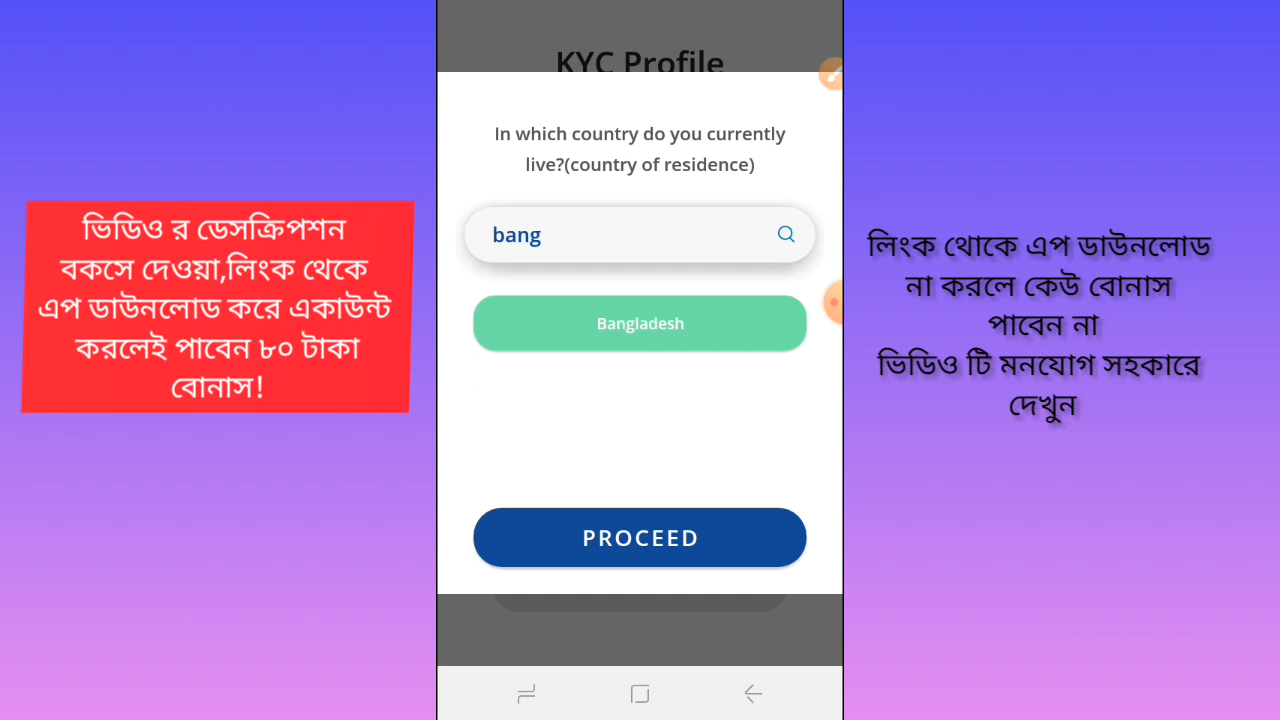 KYC Profile
In which country do you currently
live?(country of residence)
bang
Bangladesh
PROCEED
ভিডিও র ডেসক্রিপশন
বকসে দেওয়া,লিংক থেকে
এপ ডাউনলোড করে একাউন্ট
করলেই পাবেন ৮০ টাকা
বোনাস!
লিংক থোকে এপ ডাউনলোড
না করলে কেউ বোনাস
পাবেন না
ভিডিও টি মনযোগ সহকারে
দেখুন